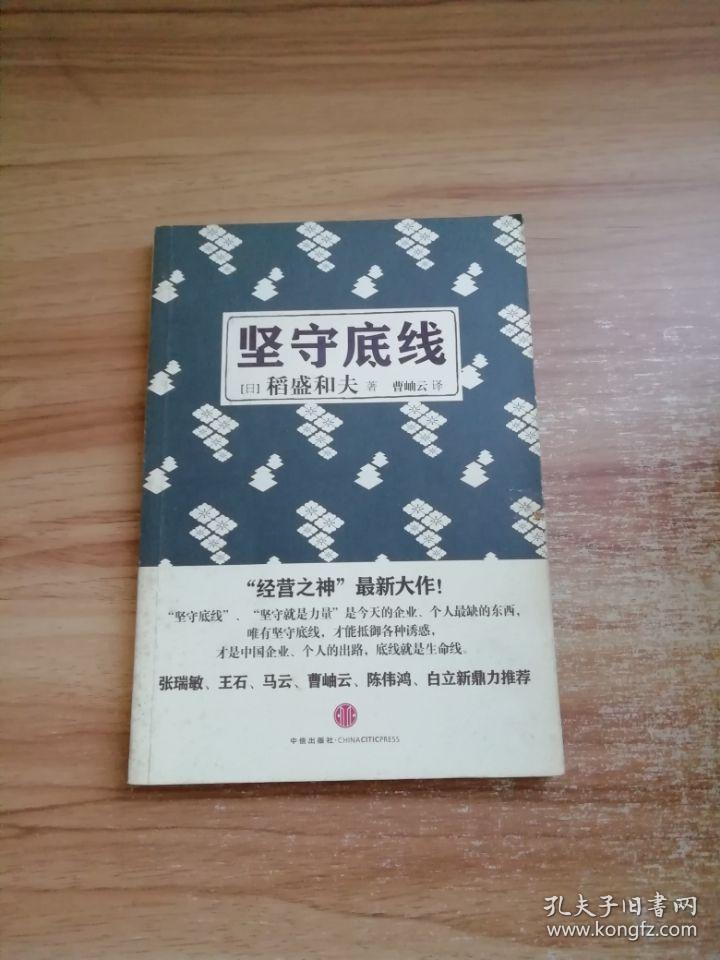 坚守底线
[日] 稻盛和夫 著 曹岫云 译
“经营之神”最新大作!
“坚守底线”、“坚守就是力量”是今天的企业、个人最缺的东西,
唯有坚守底线,才能抵御各种诱惑,
才是中国企业、个人的出路,底线就是生命线。
张瑞敏、王石、马云、曹岫云、陈伟鸿、白立新鼎力推荐
中信出版社·CHINACITICPRESS
孔夫子旧书网
www.kongfz.com